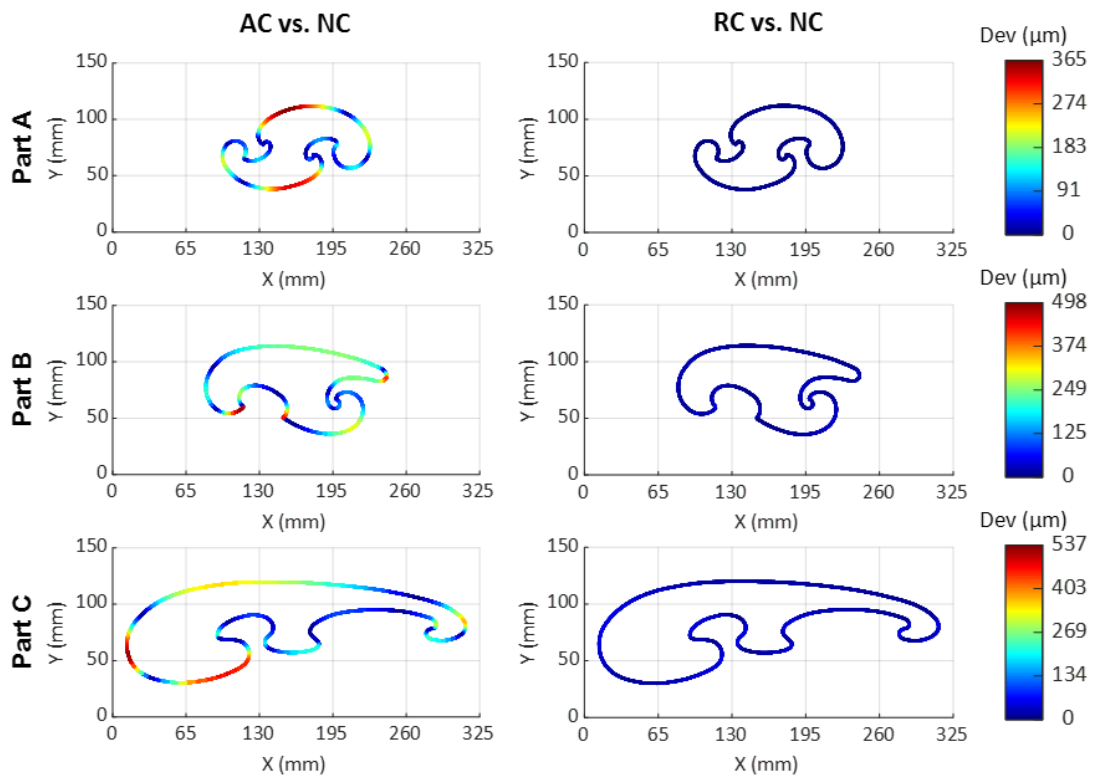 AC vs. NC
RC vs. NC
Dev (µm)
Part A
Y (mm)
150
100
50
0
0 65 130 195 260 325
X (mm)
Y (mm)
150
100
50
0
0 65 130 195 260 325
X (mm)
365
274
183
91
0
Part B
Y (mm)
150
100
50
0
0 65 130 195 260 325
X (mm)
Y (mm)
150
100
50
0
0 65 130 195 260 325
X (mm)
Dev (µm)
498
374
249
125
0
Part C
Y (mm)
150
100
50
0
0 65 130 195 260 325
X (mm)
Y (mm)
150
100
50
0
0 65 130 195 260 325
X (mm)
Dev (µm)
537
403
269
134
0